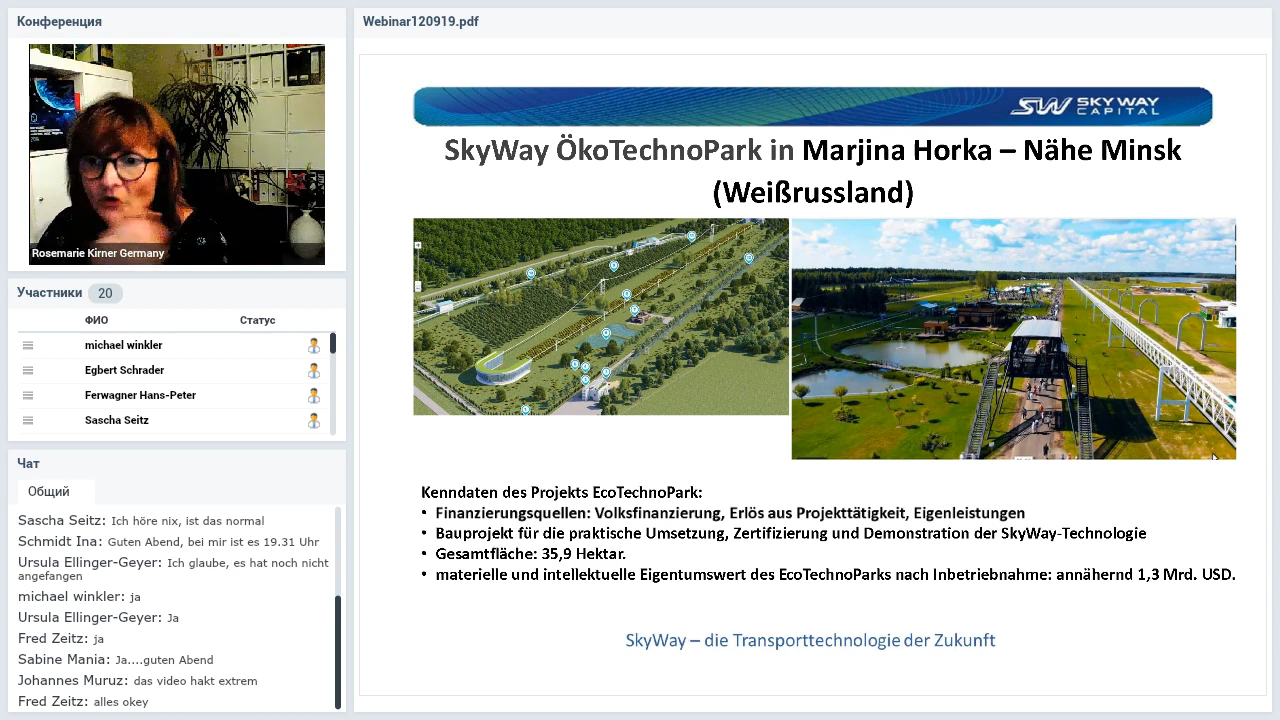 Конференция
Rosemarie Kirner Germany
Участники 20
ФИО Статус
michael winkler
Egbert Schrader
Ferwagner Hans-Peter
Sascha Seitz
Чат
Общий
Sascha Seitz: Ich höre nix, ist das normal
Schmidt Ina: Guten Abend, bei mir ist es 19.31 Uhr
Ursula Ellinger-Geyer: Ich glaube, es hat noch nicht
angefangen
michael winkler: ja
Ursula Ellinger-Geyer: Ja
Fred Zeitz: ja
Sabine Mania: Ja....guten Abend
Johannes Muruz: das video hakt extrem
Fred Zeitz: alles okey
Webinar120919.pdf
SW SKY WAY
CAPITAL
SkyWay ÖkoTechnoPark in Marjina Horka – Nähe Minsk
(Weißrussland)
Kenndaten des Projekts EcoTechnoPark:
• Finanzierungsquellen: Volksfinanzierung, Erlös aus Projekttätigkeit, Eigenleistungen
• Bauprojekt für die praktische Umsetzung, Zertifizierung und Demonstration der SkyWay-Technologie
• Gesamtfläche: 35,9 Hektar.
• materielle und intellektuelle Eigentumswert des EcoTechnoParks nach Inbetriebnahme: annähernd 1,3 Mrd. USD.
SkyWay – die Transporttechnologie der Zukunft